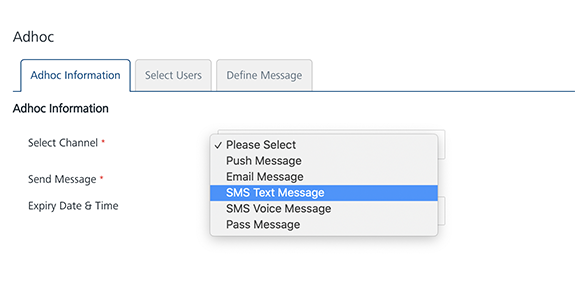 Adhoc
Adhoc Information
Select Users
Define Message
Adhoc Information
Select Channel *
✓ Please Select
Push Message
Email Message
Send Message *
SMS Text Message
Expiry Date & Time
SMS Voice Message
Pass Message